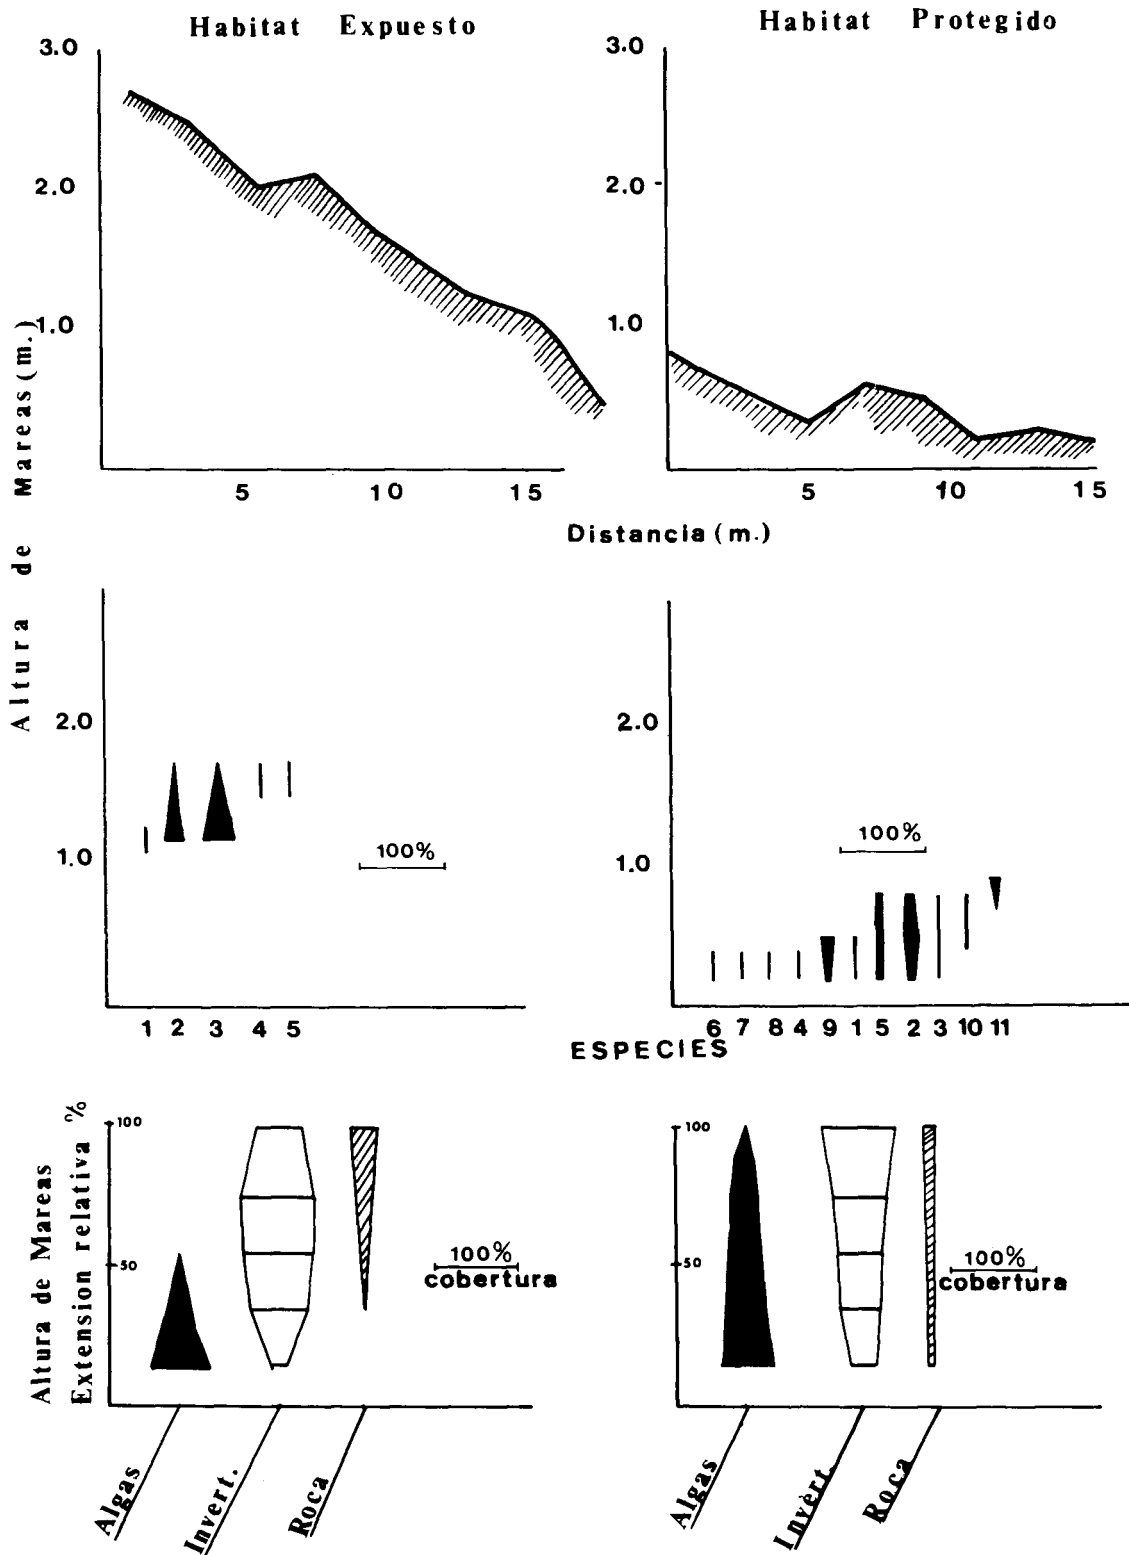 Habitat Expuesto
Habitat Protegido
3.0
2.0
1.0
5 10 15
3.0
2.0
1.0
5 10 15
Distancia (m.)
Altura de Mareas (m.)
2.0
1.0
100%
1 2 3 4 5
2.0
1.0
100%
6 7 8 4 9 1 5 2 3 10 11
ESPECIES
Altura de Mareas
Extension relativa %
100
50
100%
cobertura
Algas
Invert.
Roca
100
50
100%
cobertura
Algas
Invèrt.
Roca